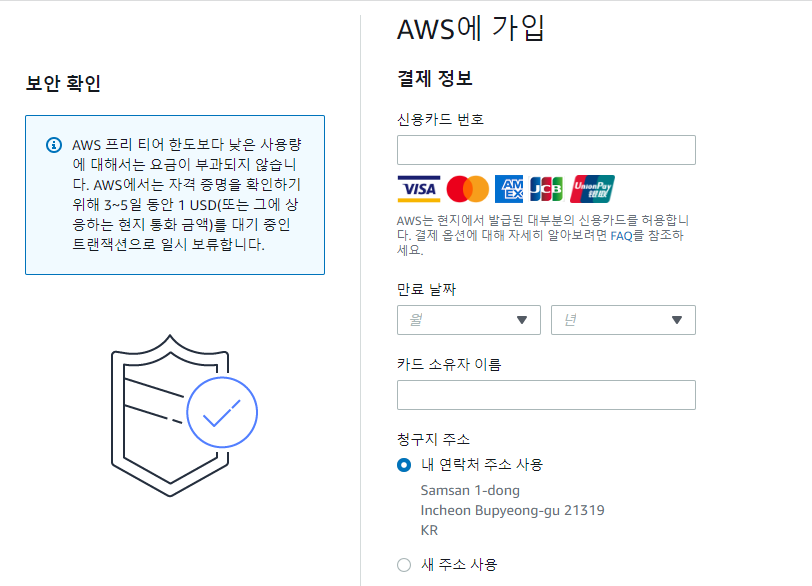 AWS에 가입
보안 확인
AWS 프리 티어 한도보다 낮은 사용량
에 대해서는 요금이 부과되지 않습니
다. AWS에서는 자격 증명을 확인하기
위해 3~5일 동안 1 USD(또는 그에 상
응하는 현지 통화 금액)를 대기 중인
트랜잭션으로 일시 보류합니다.
결제 정보
신용카드 번호
VISA
AM
EX
JCB
UnionPay
银联
AWS는 현지에서 발급된 대부분의 신용카드를 허용합니
다. 결제 옵션에 대해 자세히 알아보려면 FAQ를 참조하
세요.
만료 날짜
월
년
카드 소유자 이름
청구지 주소
내 연락처 주소 사용
Samsan 1-dong
Incheon Bupyeong-gu 21319
KR
새 주소 사용